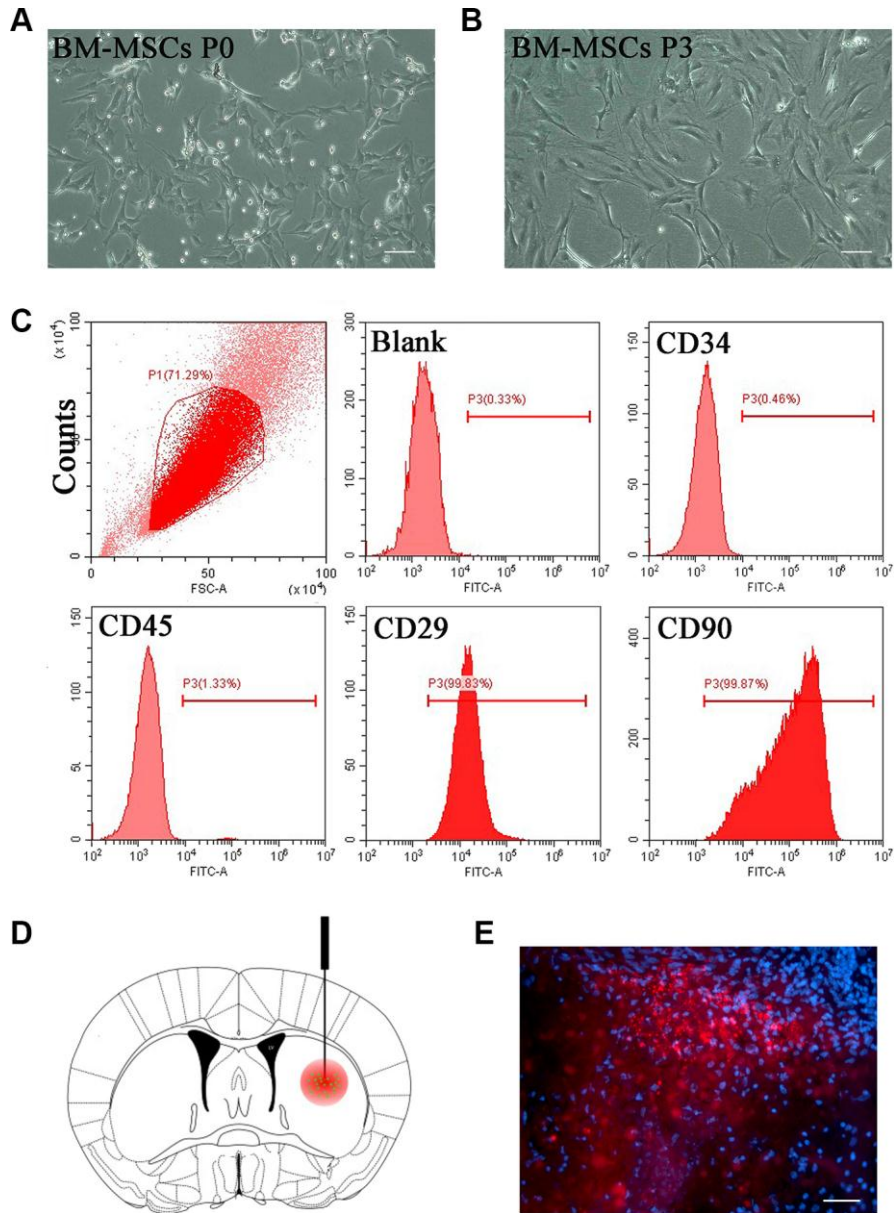 A
BM-MSCs P0
B
BM-MSCs P3
C
Counts
(x10⁴)
100
50
0
P1(71.29%)
0 50 100
FSC-A (x10⁴)
Blank
300
200
100
0
P3(0.33%)
10² 10³ 10⁴ 10⁵ 10⁶ 10⁷
FITC-A
CD34
150
100
50
0
P3(0.46%)
10² 10³ 10⁴ 10⁵ 10⁶ 10⁷
FITC-A
CD45
150
100
50
0
P3(1.33%)
10² 10³ 10⁴ 10⁵ 10⁶ 10⁷
FITC-A
CD29
150
100
50
0
P3(99.83%)
10² 10³ 10⁴ 10⁵ 10⁶ 10⁷
FITC-A
CD90
400
200
0
P3(99.87%)
10² 10³ 10⁴ 10⁵ 10⁶ 10⁷
FITC-A
D
E